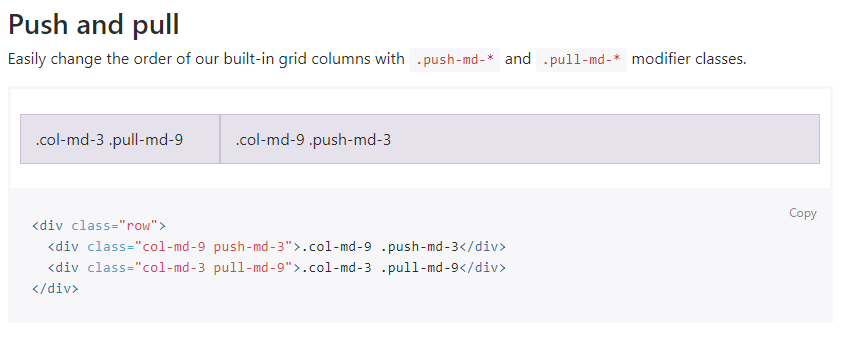 Push and pull
Easily change the order of our built-in grid columns with .push-md-* and .pull-md-* modifier classes.
.col-md-3 .pull-md-9
.col-md-9 .push-md-3
Copy
<div class="row">
  <div class="col-md-9 push-md-3">.col-md-9 .push-md-3</div>
  <div class="col-md-3 pull-md-9">.col-md-3 .pull-md-9</div>
</div>